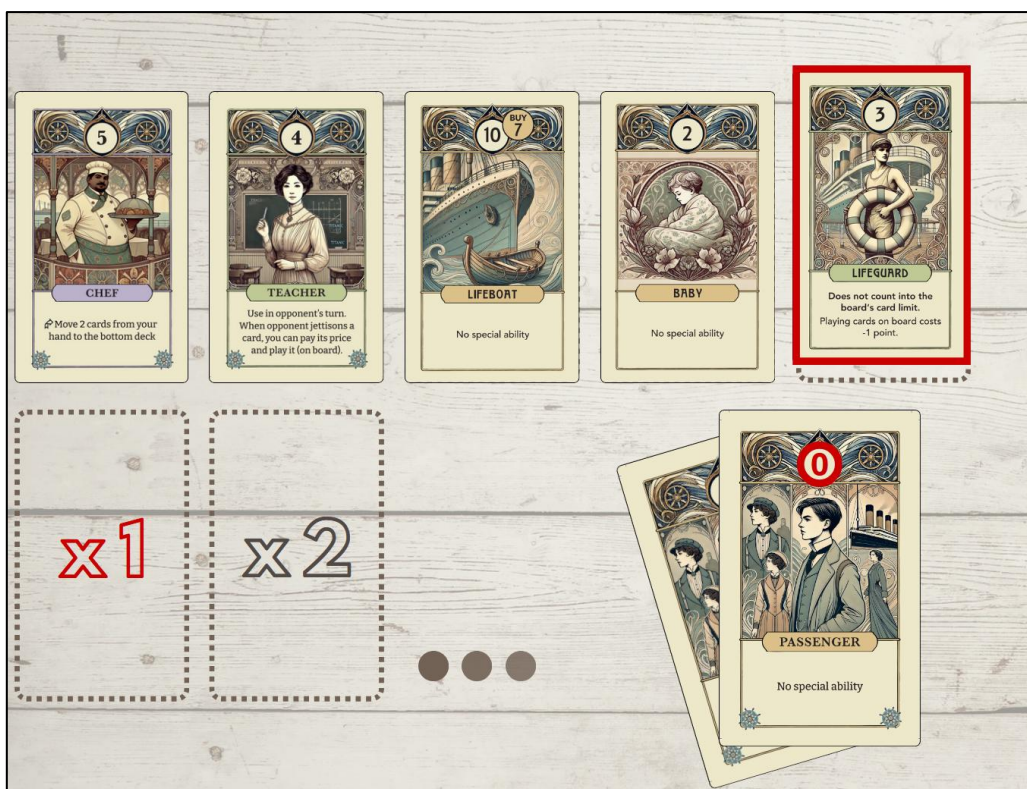 5
CHEF
Move 2 cards from your
hand to the bottom deck
4
TEACHER
Use in opponent's turn.
When opponent jettisons a
card, you can pay its price
and play it (on board).
10
BUY
7
LIFEBOAT
No special ability
2
BABY
No special ability
3
LIFEGUARD
Does not count into the
board's card limit.
Playing cards on board costs
-1 point.
x1
x2
0
PASSENGER
No special ability